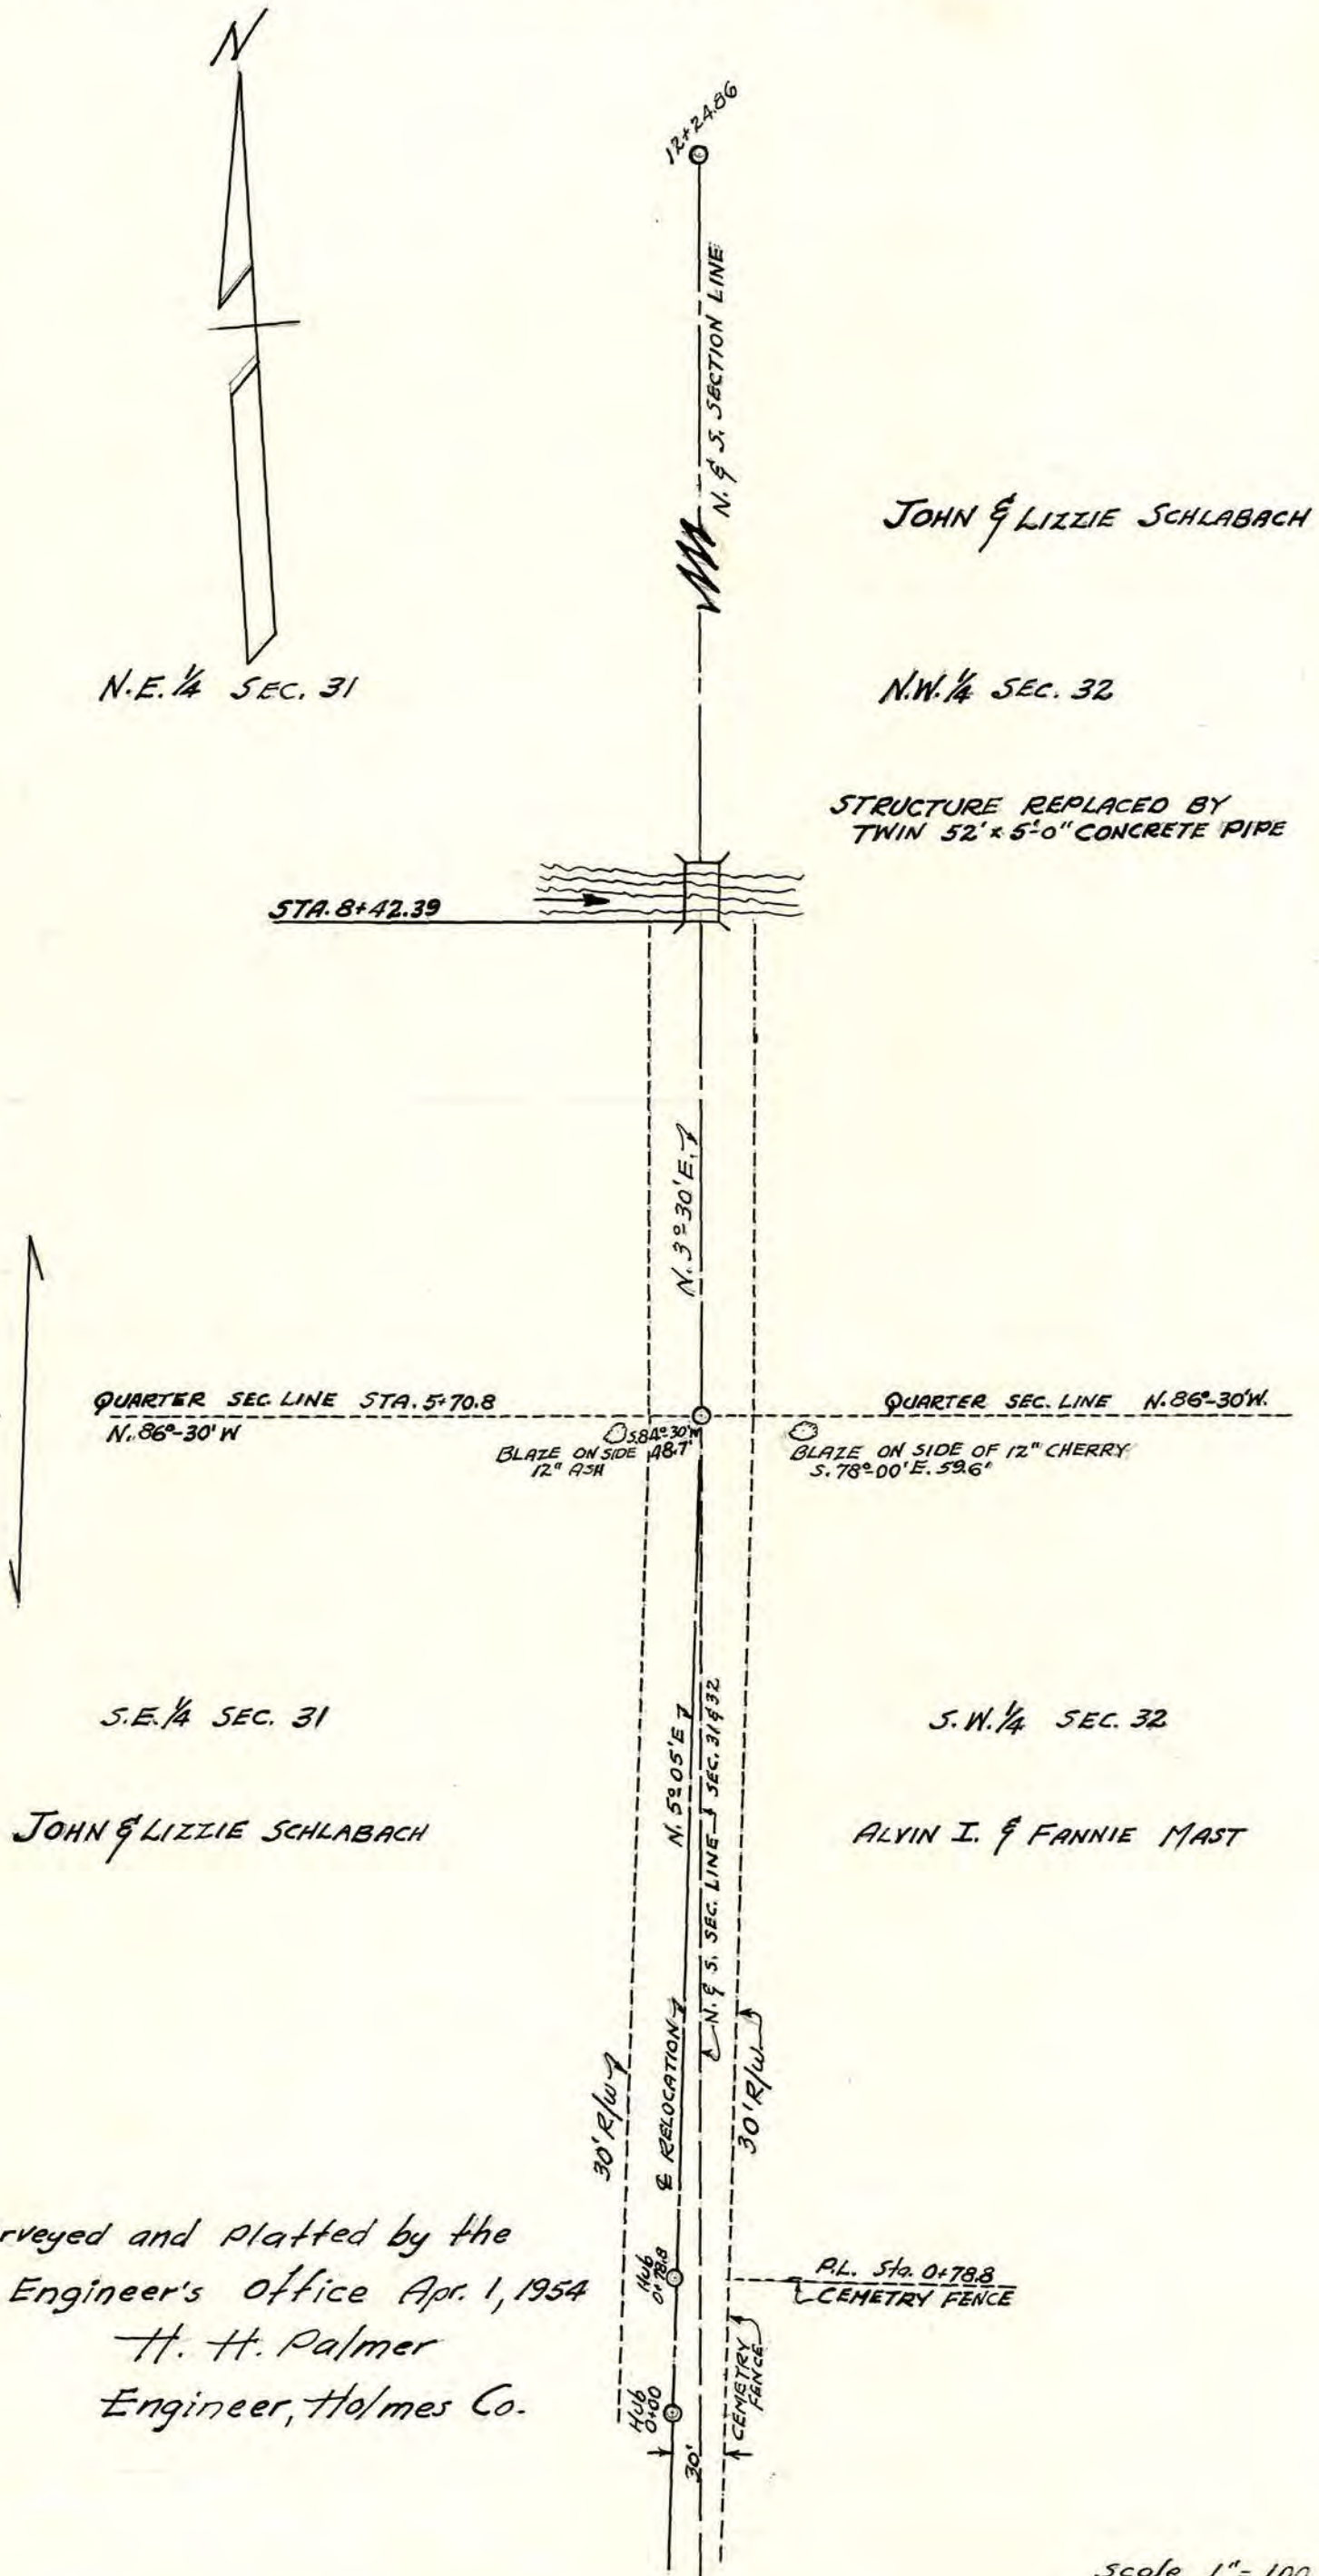 N
12+24.86
N. & S. SECTION LINE
JOHN & LIZZIE SCHLABACH
N.E. 1/4 SEC. 31
N.W. 1/4 SEC. 32
STRUCTURE REPLACED BY
TWIN 52' x 5'-0" CONCRETE PIPE
STA. 8+42.39
N. 3°-30' E.
QUARTER SEC. LINE STA. 5+70.8
N. 86°-30' W
QUARTER SEC. LINE N. 86°-30' W.
S. 84°-30' W
BLAZE ON SIDE 48.7'
12" ASH
BLAZE ON SIDE OF 12" CHERRY
S. 78°-00' E. 59.6'
S.E. 1/4 SEC. 31
N. 5°-05' E
N. & S. SEC. LINE SEC. 31 & 32
S.W. 1/4 SEC. 32
JOHN & LIZZIE SCHLABACH
ALVIN I. & FANNIE MAST
30' R/W
℄ RELOCATION
30' R/W
rveyed and Platted by the
Engineer's Office Apr. 1, 1954
H. H. Palmer
Engineer, Holmes Co.
Hub
0+78.8
P.L. Sta. 0+78.8
CEMETRY FENCE
Hub
0+00
30'
CEMETRY
FENCE
Scale 1" = 100